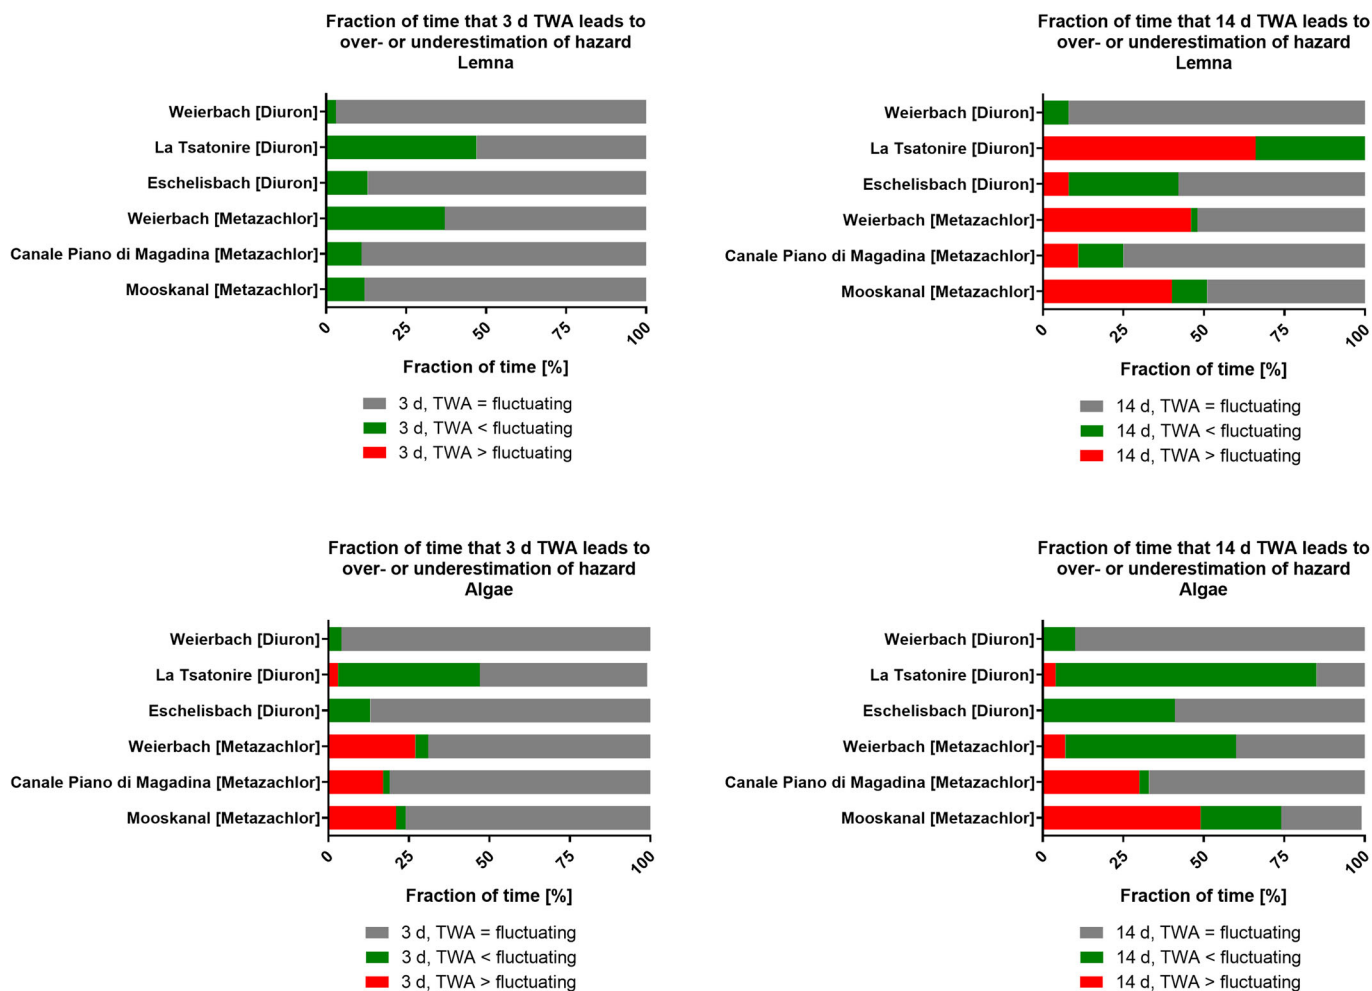 Fraction of time that 3 d TWA leads to
over- or underestimation of hazard
Lemna
Weierbach [Diuron]
La Tsatonire [Diuron]
Eschelisbach [Diuron]
Weierbach [Metazachlor]
Canale Piano di Magadina [Metazachlor]
Mooskanal [Metazachlor]
0
25
50
75
100
Fraction of time [%]
3 d, TWA = fluctuating
3 d, TWA < fluctuating
3 d, TWA > fluctuating
Fraction of time that 14 d TWA leads to
over- or underestimation of hazard
Lemna
Weierbach [Diuron]
La Tsatonire [Diuron]
Eschelisbach [Diuron]
Weierbach [Metazachlor]
Canale Piano di Magadina [Metazachlor]
Mooskanal [Metazachlor]
0
25
50
75
100
Fraction of time [%]
14 d, TWA = fluctuating
14 d, TWA < fluctuating
14 d, TWA > fluctuating
Fraction of time that 3 d TWA leads to
over- or underestimation of hazard
Algae
Weierbach [Diuron]
La Tsatonire [Diuron]
Eschelisbach [Diuron]
Weierbach [Metazachlor]
Canale Piano di Magadina [Metazachlor]
Mooskanal [Metazachlor]
0
25
50
75
100
Fraction of time [%]
3 d, TWA = fluctuating
3 d, TWA < fluctuating
3 d, TWA > fluctuating
Fraction of time that 14 d TWA leads to
over- or underestimation of hazard
Algae
Weierbach [Diuron]
La Tsatonire [Diuron]
Eschelisbach [Diuron]
Weierbach [Metazachlor]
Canale Piano di Magadina [Metazachlor]
Mooskanal [Metazachlor]
0
25
50
75
100
Fraction of time [%]
14 d, TWA = fluctuating
14 d, TWA < fluctuating
14 d, TWA > fluctuating